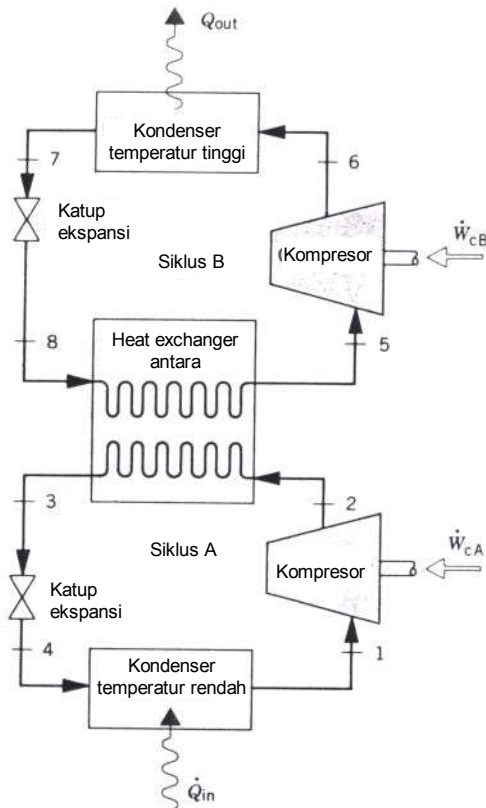 Q_out
Kondenser
temperatur tinggi
7
6
Katup
ekspansi
Siklus B
Kompresor
Ẇ_cB
8
Heat exchanger
antara
5
3
2
Siklus A
Ẇ_cA
Katup
ekspansi
Kompresor
4
Kondenser
temperatur rendah
1
Q̇_in